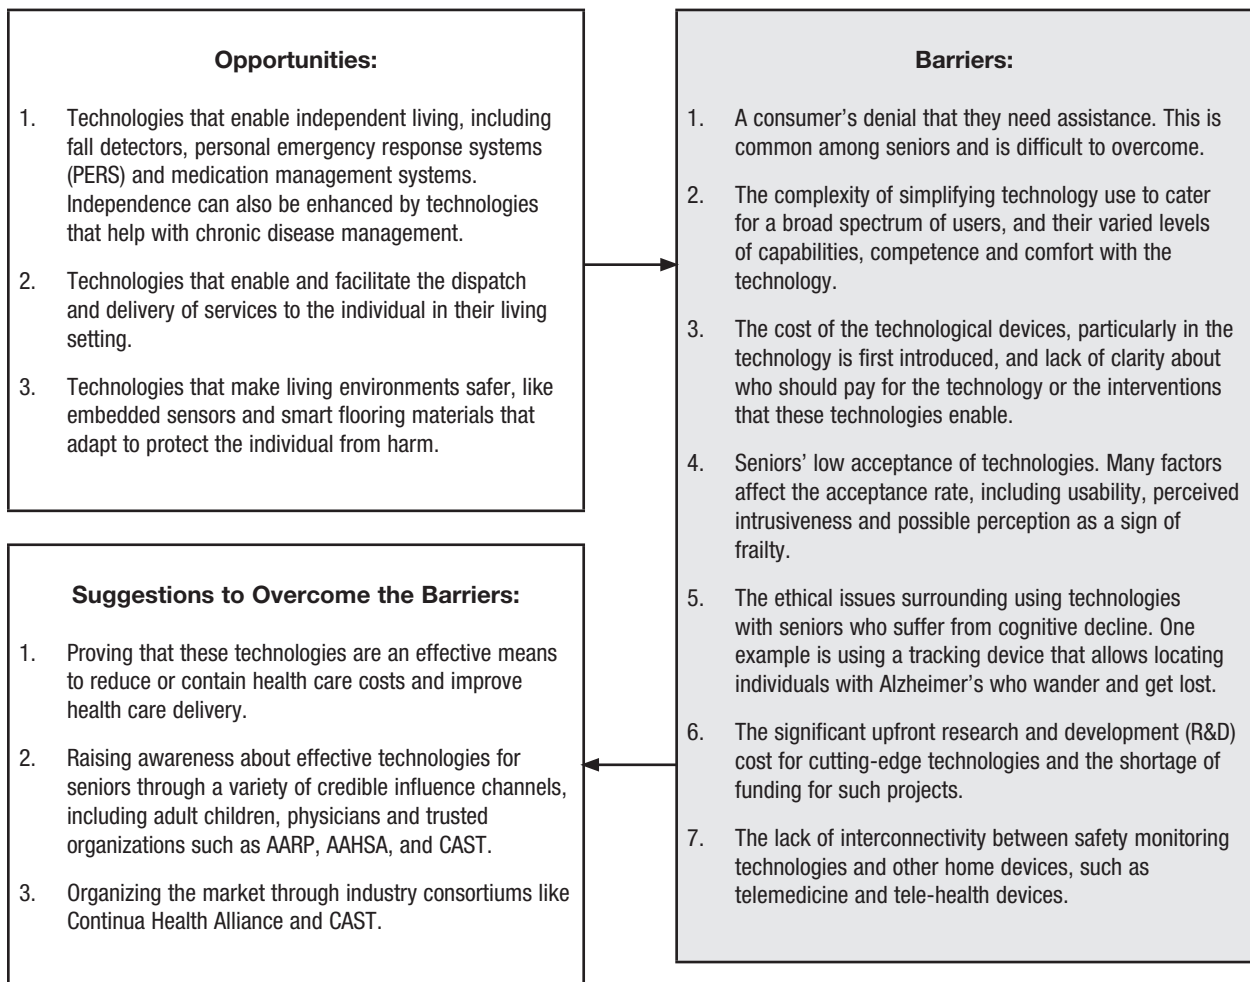 Opportunities:
1. Technologies that enable independent living, including
fall detectors, personal emergency response systems
(PERS) and medication management systems.
Independence can also be enhanced by technologies
that help with chronic disease management.
2. Technologies that enable and facilitate the dispatch
and delivery of services to the individual in their living
setting.
3. Technologies that make living environments safer, like
embedded sensors and smart flooring materials that
adapt to protect the individual from harm.
Barriers:
1. A consumer’s denial that they need assistance. This is
common among seniors and is difficult to overcome.
2. The complexity of simplifying technology use to cater
for a broad spectrum of users, and their varied levels
of capabilities, competence and comfort with the
technology.
3. The cost of the technological devices, particularly in the
technology is first introduced, and lack of clarity about
who should pay for the technology or the interventions
that these technologies enable.
4. Seniors’ low acceptance of technologies. Many factors
affect the acceptance rate, including usability, perceived
intrusiveness and possible perception as a sign of
frailty.
5. The ethical issues surrounding using technologies
with seniors who suffer from cognitive decline. One
example is using a tracking device that allows locating
individuals with Alzheimer’s who wander and get lost.
6. The significant upfront research and development (R&D)
cost for cutting-edge technologies and the shortage of
funding for such projects.
7. The lack of interconnectivity between safety monitoring
technologies and other home devices, such as
telemedicine and tele-health devices.
Suggestions to Overcome the Barriers:
1. Proving that these technologies are an effective means
to reduce or contain health care costs and improve
health care delivery.
2. Raising awareness about effective technologies for
seniors through a variety of credible influence channels,
including adult children, physicians and trusted
organizations such as AARP, AAHSA, and CAST.
3. Organizing the market through industry consortiums like
Continua Health Alliance and CAST.